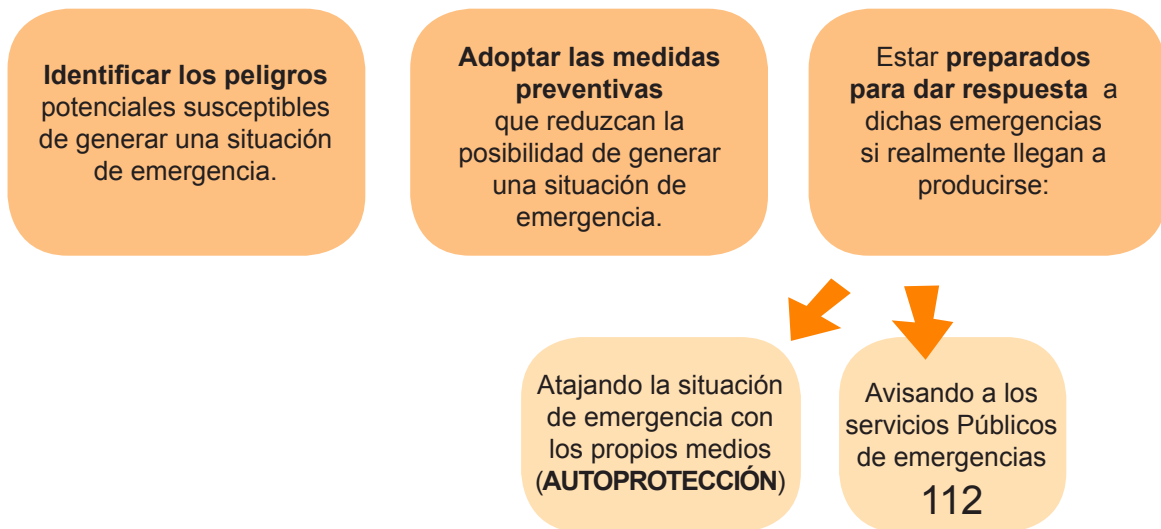 Identificar los peligros
potenciales susceptibles
de generar una situación
de emergencia.
Adoptar las medidas
preventivas
que reduzcan la
posibilidad de generar
una situación de
emergencia.
Estar preparados
para dar respuesta a
dichas emergencias
si realmente llegan a
producirse:
Atajando la situación
de emergencia con
los propios medios
(AUTOPROTECCIÓN)
Avisando a los
servicios Públicos
de emergencias
112